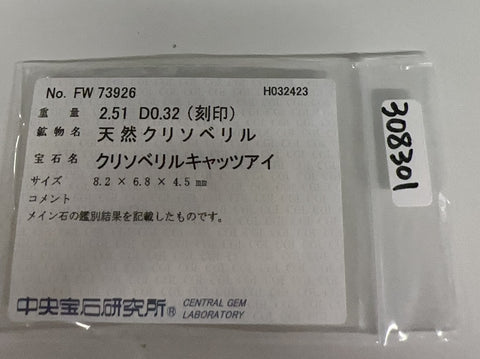 No. FW 73926 H032423
重量 2.51 D0.32 (刻印)
鉱物名 天然クリソベリル
宝石名 クリソベリルキャッツアイ
サイズ 8.2 × 6.8 × 4.5 mm
コメント
メイン石の鑑別結果を記載したものです。
中央宝石研究所® CENTRAL GEM
LABORATORY
308301